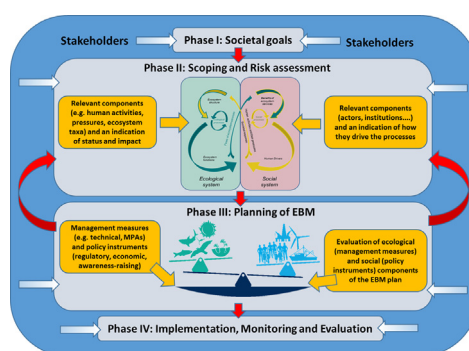 Stakeholders
Phase I: Societal goals
Stakeholders
Phase II: Scoping and Risk assessment
Relevant components
(e.g. human activities,
pressures, ecosystem
taxa) and an indication
of status and impact
Ecological
system
Social
system
Relevant components
(actors, institutions....)
and an indication of how
they drive the processes
Phase III: Planning of EBM
Management measures
(e.g. technical, MPAs)
and policy instruments
(regulatory, economic,
awareness-raising)
Evaluation of ecological
(management measures)
and social (policy
instruments) components
of the EBM plan
Phase IV: Implementation, Monitoring and Evaluation